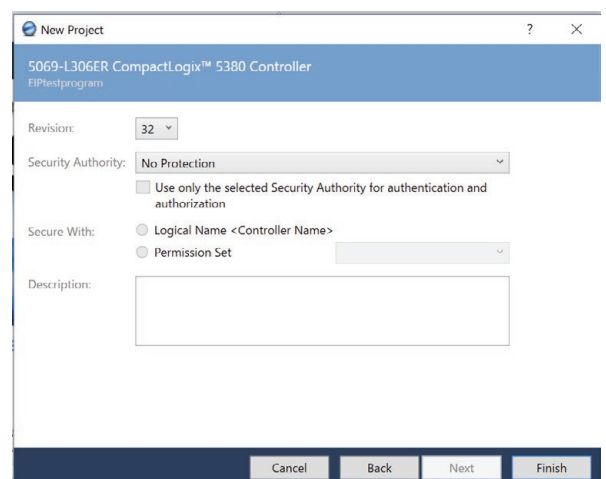 New Project
?
5069-L306ER CompactLogix™ 5380 Controller
EIPtestprogram
Revision:
32
Security Authority:
No Protection
Use only the selected Security Authority for authentication and
authorization
Secure With:
Logical Name <Controller Name>
Permission Set
Description:
Cancel
Back
Next
Finish